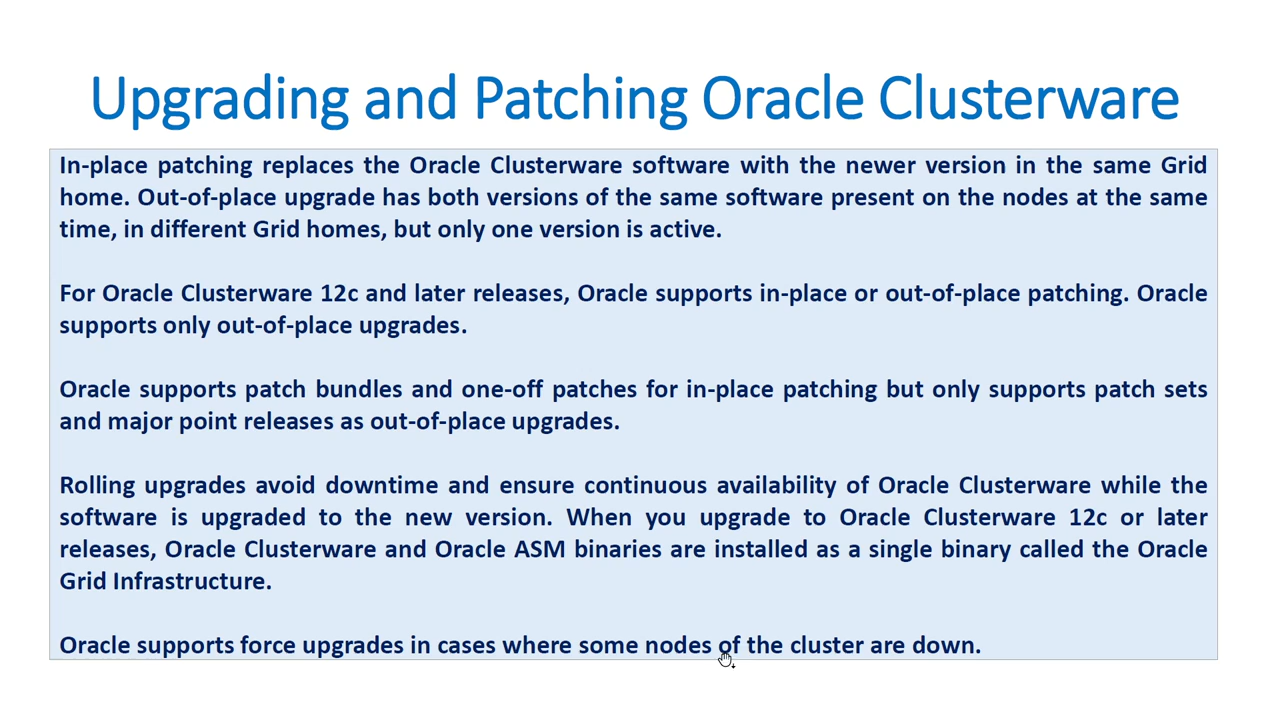 Upgrading and Patching Oracle Clusterware
In-place patching replaces the Oracle Clusterware software with the newer version in the same Grid
home. Out-of-place upgrade has both versions of the same software present on the nodes at the same
time, in different Grid homes, but only one version is active.
For Oracle Clusterware 12c and later releases, Oracle supports in-place or out-of-place patching. Oracle
supports only out-of-place upgrades.
Oracle supports patch bundles and one-off patches for in-place patching but only supports patch sets
and major point releases as out-of-place upgrades.
Rolling upgrades avoid downtime and ensure continuous availability of Oracle Clusterware while the
software is upgraded to the new version. When you upgrade to Oracle Clusterware 12c or later
releases, Oracle Clusterware and Oracle ASM binaries are installed as a single binary called the Oracle
Grid Infrastructure.
Oracle supports force upgrades in cases where some nodes of the cluster are down.